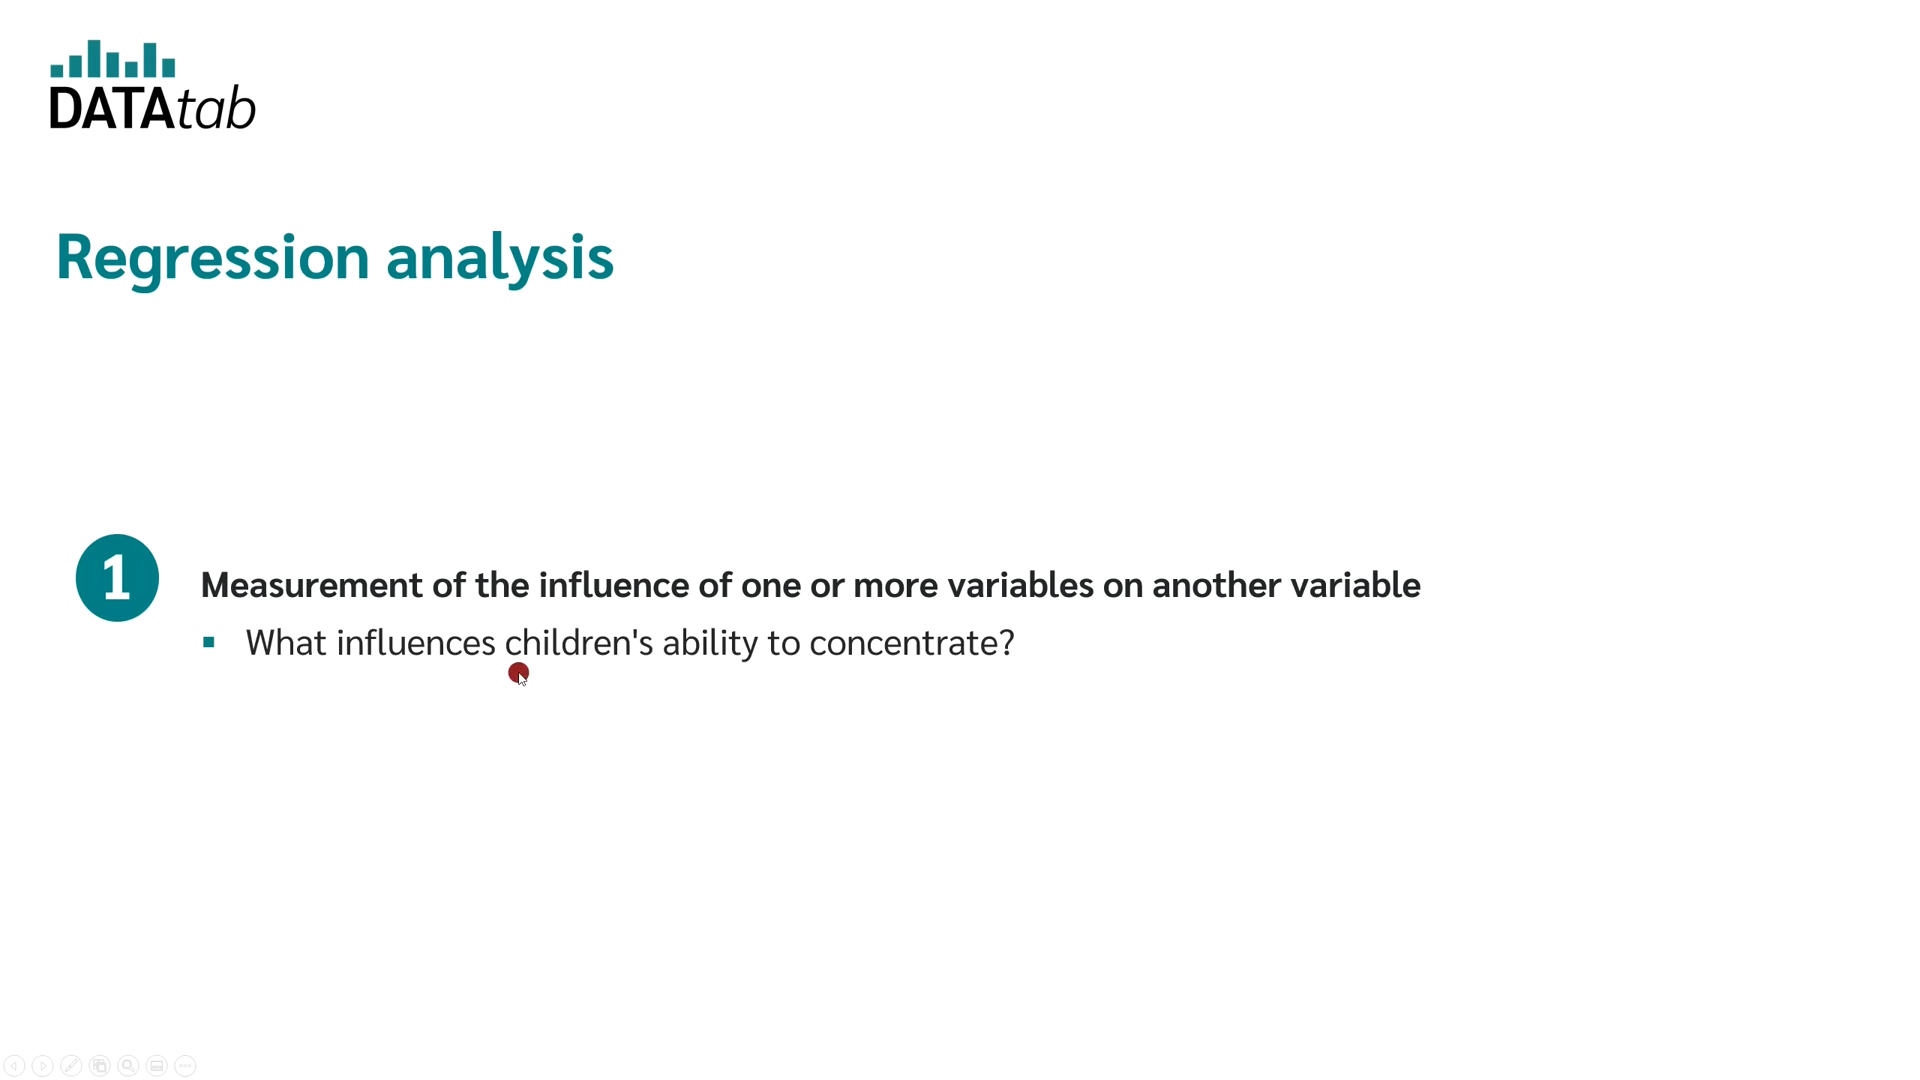 DATAtab
Regression analysis
1
Measurement of the influence of one or more variables on another variable
What influences children's ability to concentrate?